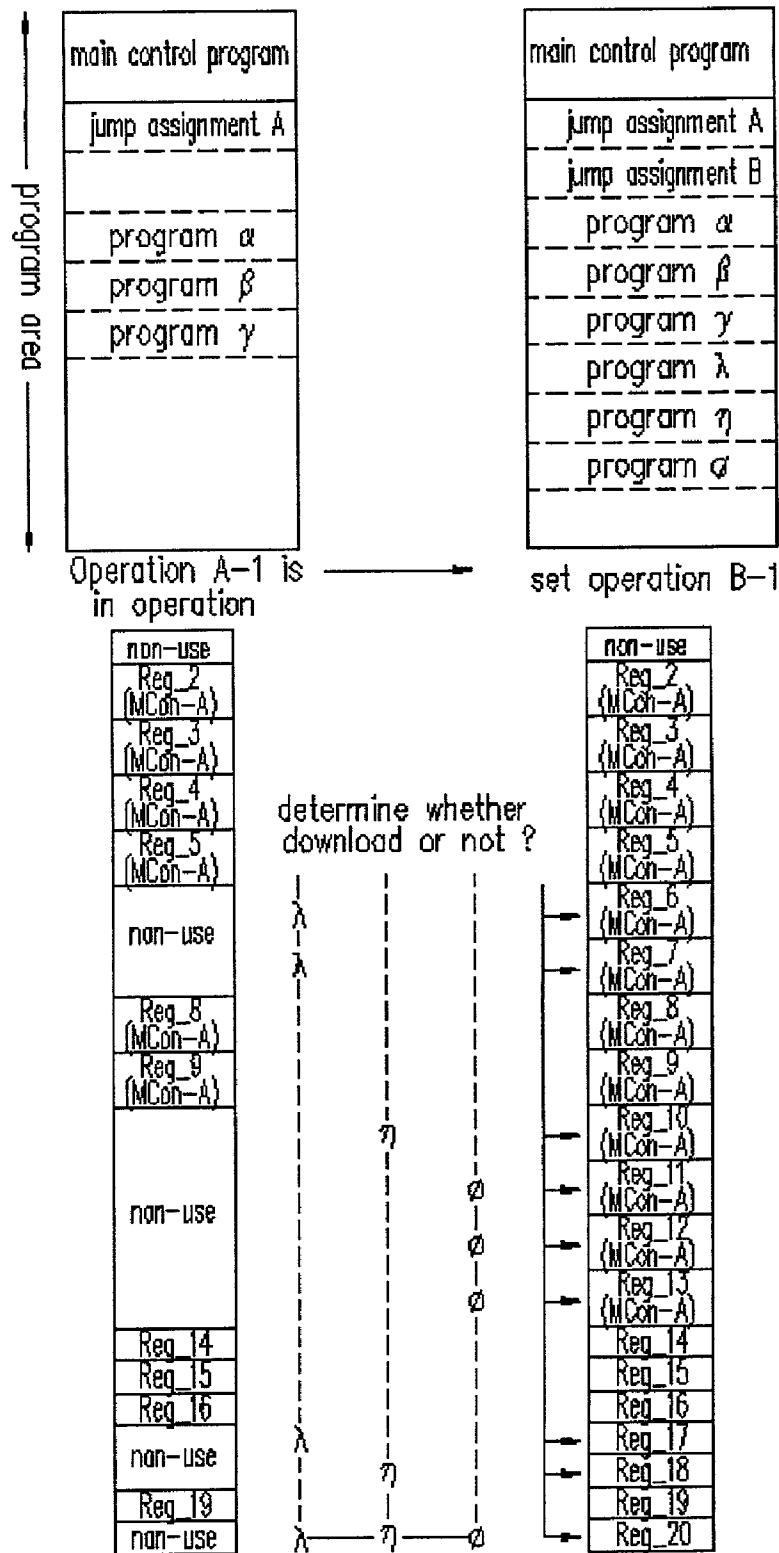 main control program
jump assignment A
program α
program β
program γ
program area
main control program
jump assignment A
jump assignment B
program α
program β
program γ
program λ
program η
program ø
Operation A-1 is
in operation
set operation B-1
non-use
Reg_2
(MCon-A)
Reg_3
(MCon-A)
Reg_4
(MCon-A)
Reg_5
(MCon-A)
non-use
Reg_8
(MCon-A)
Reg_9
(MCon-A)
non-use
Reg_14
Reg_15
Reg_16
non-use
Reg_19
non-use
determine whether
download or not ?
λ
λ
η
ø
ø
ø
λ
η
λ η ø
non-use
Reg_2
(MCon-A)
Reg_3
(MCon-A)
Reg_4
(MCon-A)
Reg_5
(MCon-A)
Reg_6
(MCon-A)
Reg_7
(MCon-A)
Reg_8
(MCon-A)
Reg_9
(MCon-A)
Reg_10
(MCon-A)
Reg_11
(MCon-A)
Reg_12
(MCon-A)
Reg_13
(MCon-A)
Reg_14
Reg_15
Reg_16
Reg_17
Reg_18
Reg_19
Reg_20